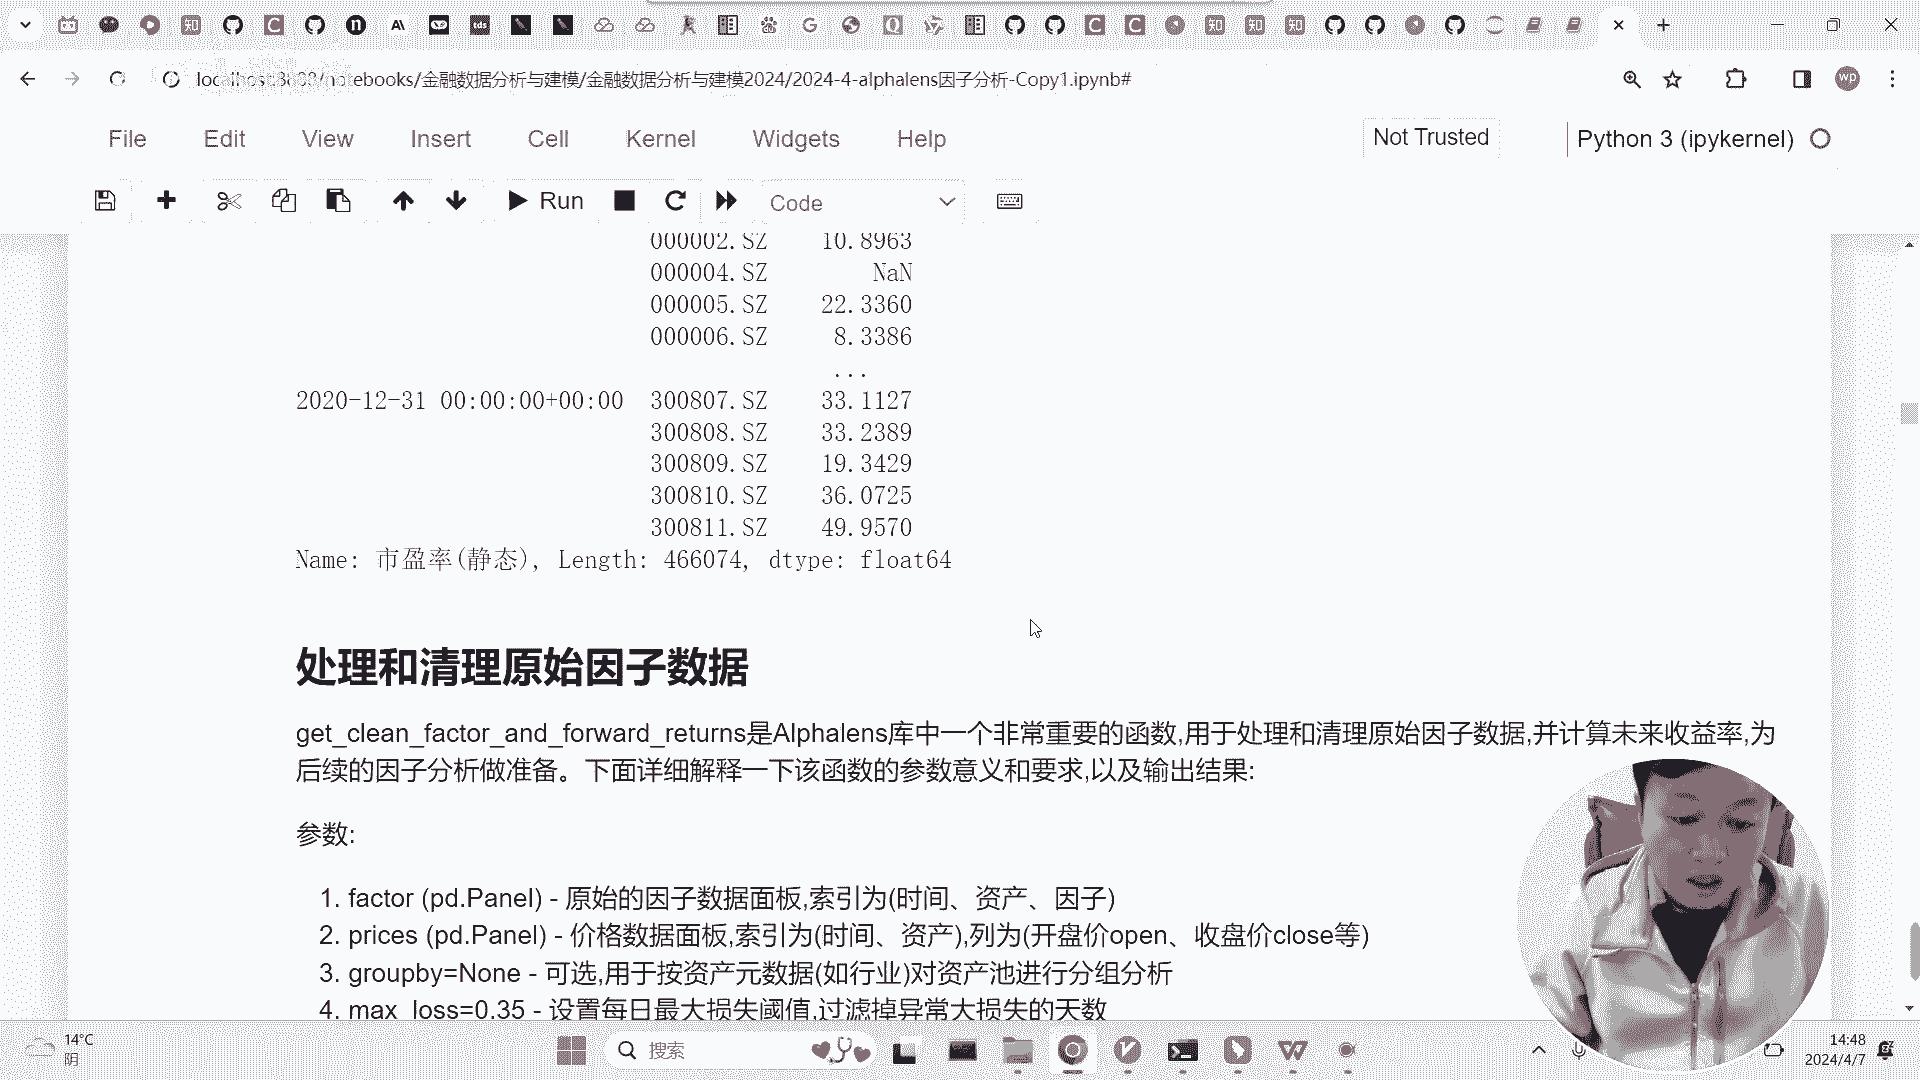 localhost:8888/notebooks/金融数据分析与建模/金融数据分析与建模2024/2024-4-alphalens因子分析-Copy1.ipynb#
wp
File Edit View Insert Cell Kernel Widgets Help Not Trusted Python 3 (ipykernel)
Run Code
000002.SZ 10.8963
000004.SZ NaN
000005.SZ 22.3360
000006.SZ 8.3386
...
2020-12-31 00:00:00+00:00 300807.SZ 33.1127
300808.SZ 33.2389
300809.SZ 19.3429
300810.SZ 36.0725
300811.SZ 49.9570
Name: 市盈率(静态), Length: 466074, dtype: float64
处理和清理原始因子数据
get_clean_factor_and_forward_returns是Alphalens库中一个非常重要的函数,用于处理和清理原始因子数据,并计算未来收益率,为
后续的因子分析做准备。下面详细解释一下该函数的参数意义和要求,以及输出结果:
参数:
1. factor (pd.Panel) - 原始的因子数据面板,索引为(时间、资产、因子)
2. prices (pd.Panel) - 价格数据面板,索引为(时间、资产),列为(开盘价open、收盘价close等)
3. groupby=None - 可选,用于按资产元数据(如行业)对资产池进行分组分析
4. max_loss=0.35 - 设置每日最大损失阈值,过滤掉异常大损失的天数
14°C
阴
搜索
14:48
2024/4/7